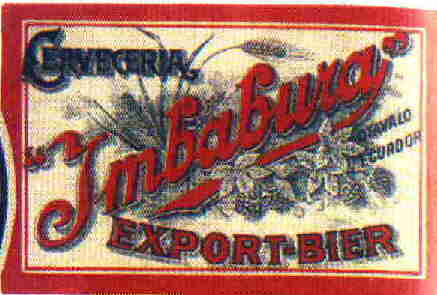 CERVECERIA,
"Imbabura"
OTAVALO
ECUADOR
EXPORT-BIER